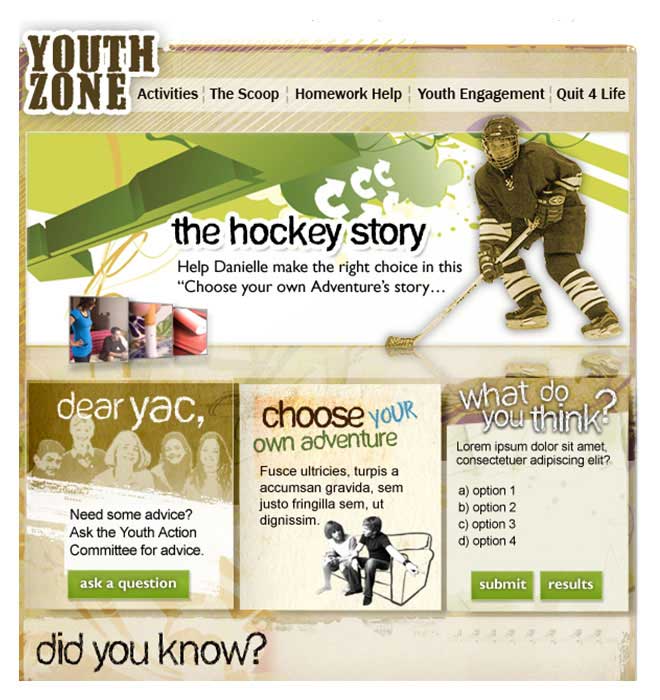 YOUTH
ZONE
Activities
The Scoop
Homework Help
Youth Engagement
Quit 4 Life
the hockey story
Help Danielle make the right choice in this
“Choose your own Adventure's story...
dear yac,
Need some advice?
Ask the Youth Action
Committee for advice.
ask a question
choose YOUR
own adventure
Fusce ultricies, turpis a
accumsan gravida, sem
justo fringilla sem, ut
dignissim.
what do
you think?
Lorem ipsum dolor sit amet,
consectetuer adipiscing elit?
a) option 1
b) option 2
c) option 3
d) option 4
submit
results
did you know?